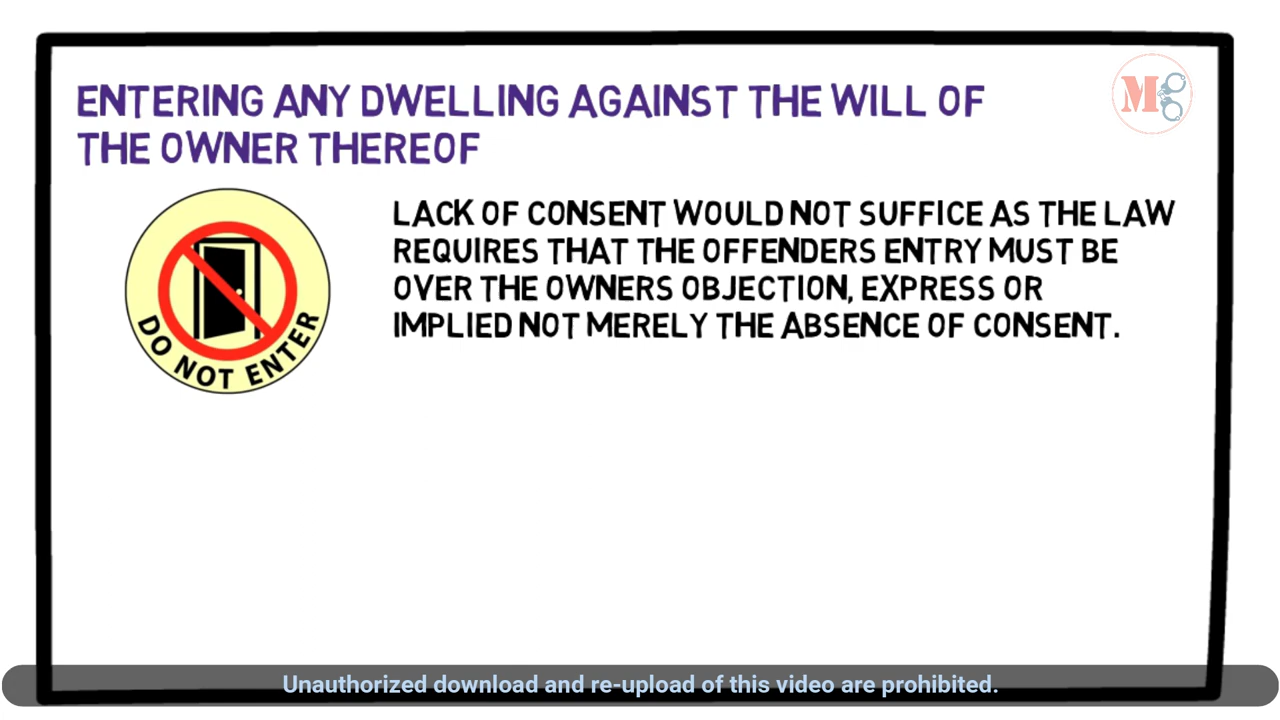 ENTERING ANY DWELLING AGAINST THE WILL OF
THE OWNER THEREOF
M
LACK OF CONSENT WOULD NOT SUFFICE AS THE LAW
REQUIRES THAT THE OFFENDERS ENTRY MUST BE
OVER THE OWNERS OBJECTION, EXPRESS OR
IMPLIED NOT MERELY THE ABSENCE OF CONSENT.
DO NOT ENTER
Unauthorized download and re-upload of this video are prohibited.